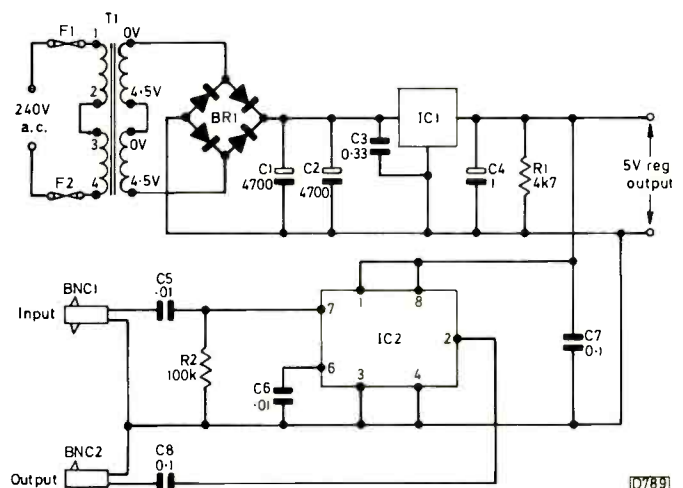 F1
T1
1
0V
2
4·5V
240V
a.c.
3
0V
F2
4
4·5V
BR1
C1
4700
C2
4700
C3
0·33
IC1
C4
1
R1
4k7
5V reg
output
BNC1
Input
C5
·01
R2
100k
7
1
8
IC2
2
6
C6
·01
3
4
C7
0·1
BNC2
Output
C8
0·1
D789